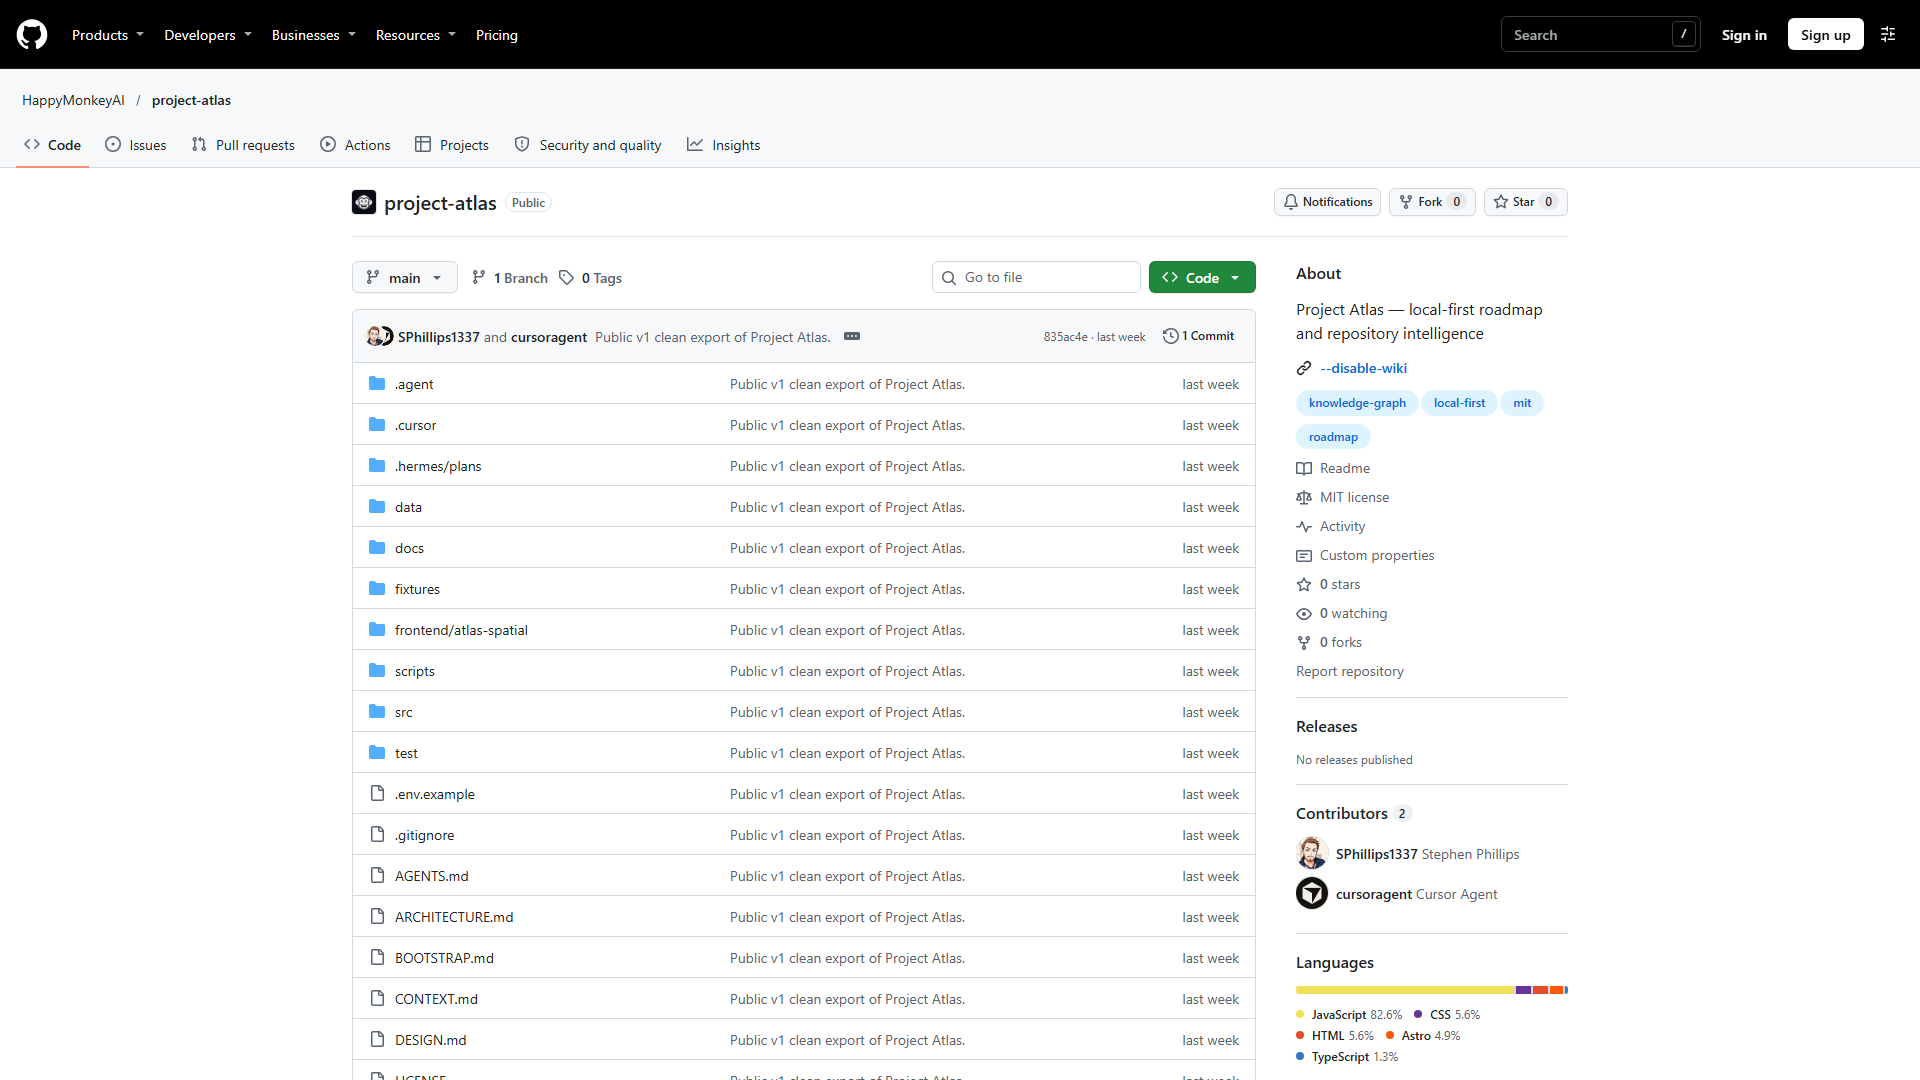 Products Developers Businesses Resources Pricing Search / Sign in Sign up
HappyMonkeyAI / project-atlas
Code Issues Pull requests Actions Projects Security and quality Insights
project-atlas Public Notifications Fork 0 Star 0
main 1 Branch 0 Tags Go to file Code
SPhillips1337 and cursoragent Public v1 clean export of Project Atlas. 835ac4e · last week 1 Commit
.agent Public v1 clean export of Project Atlas. last week
.cursor Public v1 clean export of Project Atlas. last week
.hermes/plans Public v1 clean export of Project Atlas. last week
data Public v1 clean export of Project Atlas. last week
docs Public v1 clean export of Project Atlas. last week
fixtures Public v1 clean export of Project Atlas. last week
frontend/atlas-spatial Public v1 clean export of Project Atlas. last week
scripts Public v1 clean export of Project Atlas. last week
src Public v1 clean export of Project Atlas. last week
test Public v1 clean export of Project Atlas. last week
.env.example Public v1 clean export of Project Atlas. last week
.gitignore Public v1 clean export of Project Atlas. last week
AGENTS.md Public v1 clean export of Project Atlas. last week
ARCHITECTURE.md Public v1 clean export of Project Atlas. last week
BOOTSTRAP.md Public v1 clean export of Project Atlas. last week
CONTEXT.md Public v1 clean export of Project Atlas. last week
DESIGN.md Public v1 clean export of Project Atlas. last week
LICENSE Public v1 clean export of Project Atlas. last week
About
Project Atlas — local-first roadmap
and repository intelligence
--disable-wiki
knowledge-graph local-first mit
roadmap
Readme
MIT license
Activity
Custom properties
0 stars
0 watching
0 forks
Report repository
Releases
No releases published
Contributors 2
SPhillips1337 Stephen Phillips
cursoragent Cursor Agent
Languages
JavaScript 82.6% CSS 5.6%
HTML 5.6% Astro 4.9%
TypeScript 1.3%